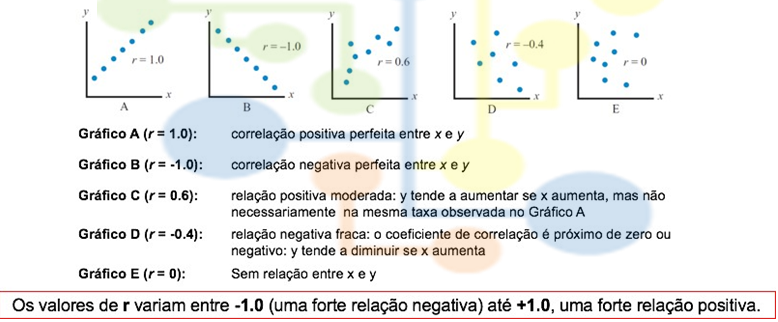 y y y y y
r = 1.0 r = –1.0 r = 0.6 r = –0.4 r = 0
x x x x x
A B C D E
Gráfico A (r = 1.0): correlação positiva perfeita entre x e y
Gráfico B (r = -1.0): correlação negativa perfeita entre x e y
Gráfico C (r = 0.6): relação positiva moderada: y tende a aumentar se x aumenta, mas não
necessariamente na mesma taxa observada no Gráfico A
Gráfico D (r = -0.4): relação negativa fraca: o coeficiente de correlação é próximo de zero ou
negativo: y tende a diminuir se x aumenta
Gráfico E (r = 0): Sem relação entre x e y
Os valores de r variam entre -1.0 (uma forte relação negativa) até +1.0, uma forte relação positiva.